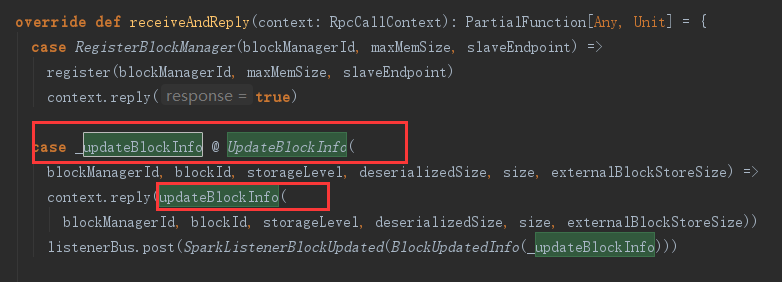 override def receiveAndReply(context: RpcCallContext): PartialFunction[Any, Unit] = {
case RegisterBlockManager(blockManagerId, maxMemSize, slaveEndpoint) =>
register(blockManagerId, maxMemSize, slaveEndpoint)
context.reply(response = true)
case _updateBlockInfo @ UpdateBlockInfo(
blockManagerId, blockId, storageLevel, deserializedSize, size, externalBlockStoreSize) =>
context.reply(updateBlockInfo(
blockManagerId, blockId, storageLevel, deserializedSize, size, externalBlockStoreSize))
listenerBus.post(SparkListenerBlockUpdated(BlockUpdatedInfo(_updateBlockInfo)))